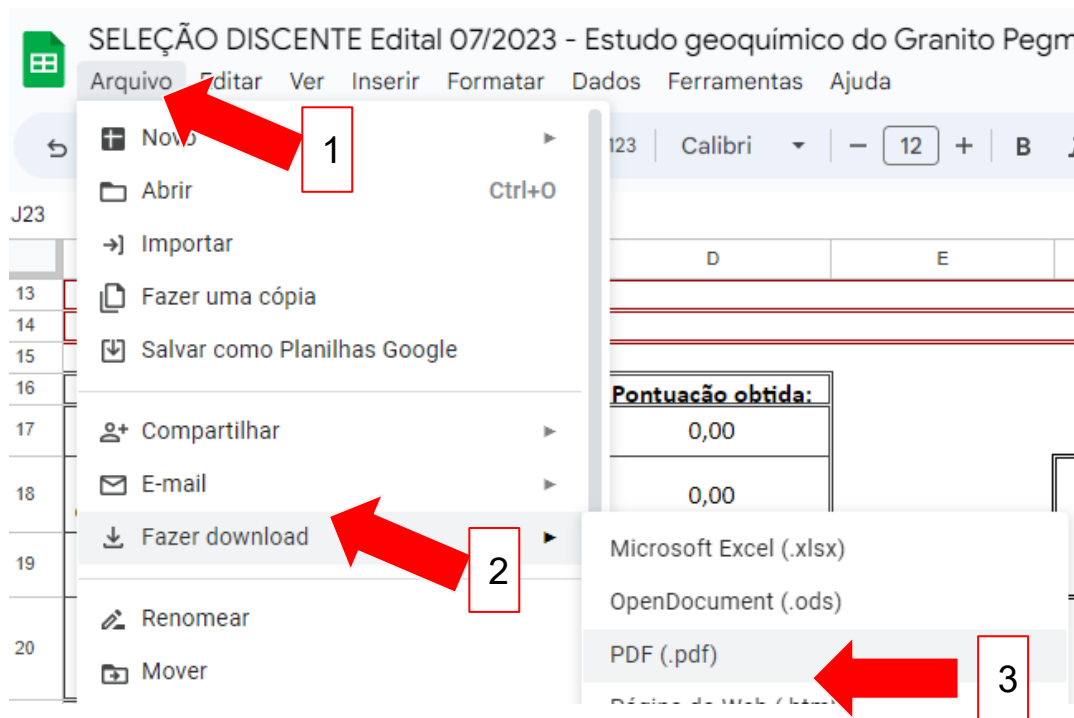 SELEÇÃO DISCENTE Edital 07/2023 - Estudo geoquímico do Granito
Arquivo Editar Ver Inserir Formatar Dados Ferramentas Ajuda
1
Novo
123 Calibri 12 B
Abrir Ctrl+O
J23
Importar
D E
13
Fazer uma cópia
14
Salvar como Planilhas Google
15
16 Pontuação obtida:
17 Compartilhar 0,00
E-mail
18 0,00
Fazer download
2
Microsoft Excel (.xlsx)
19
OpenDocument (.ods)
Renomear
20
PDF (.pdf)
Mover
3